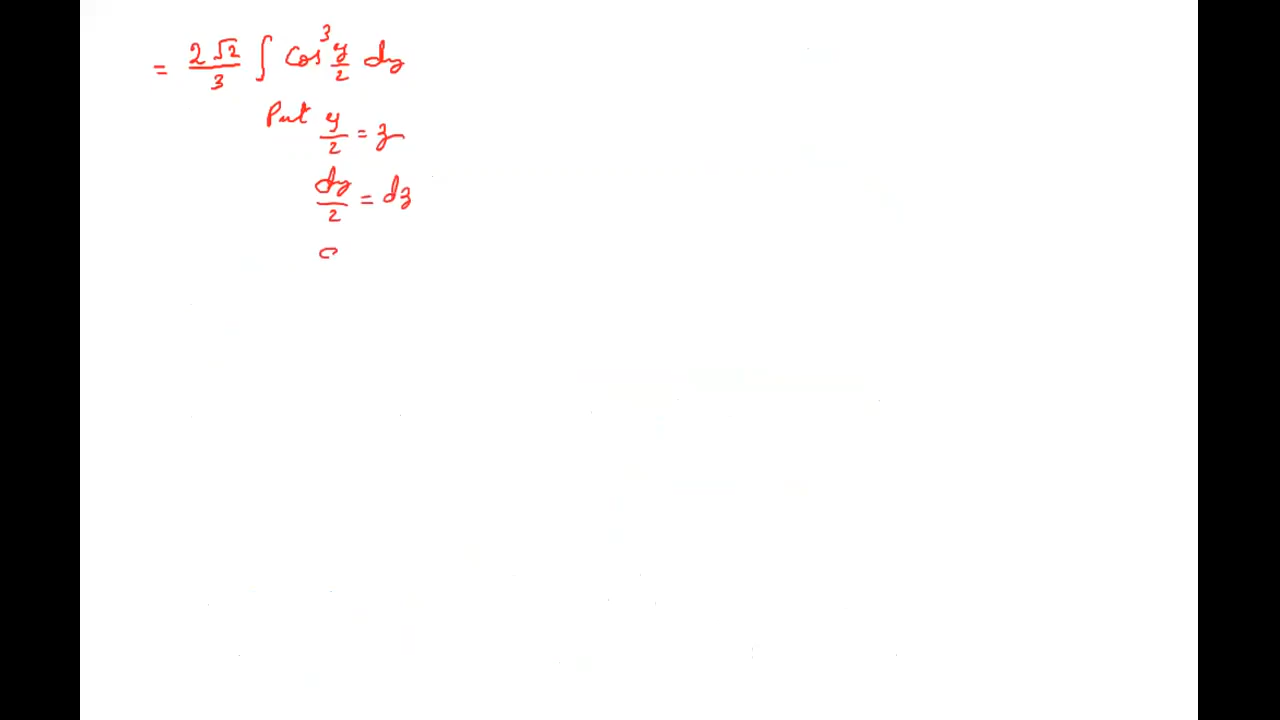 = 2√2/3 ∫ cos³ y/2 dy
Put y/2 = z
dy/2 = dz